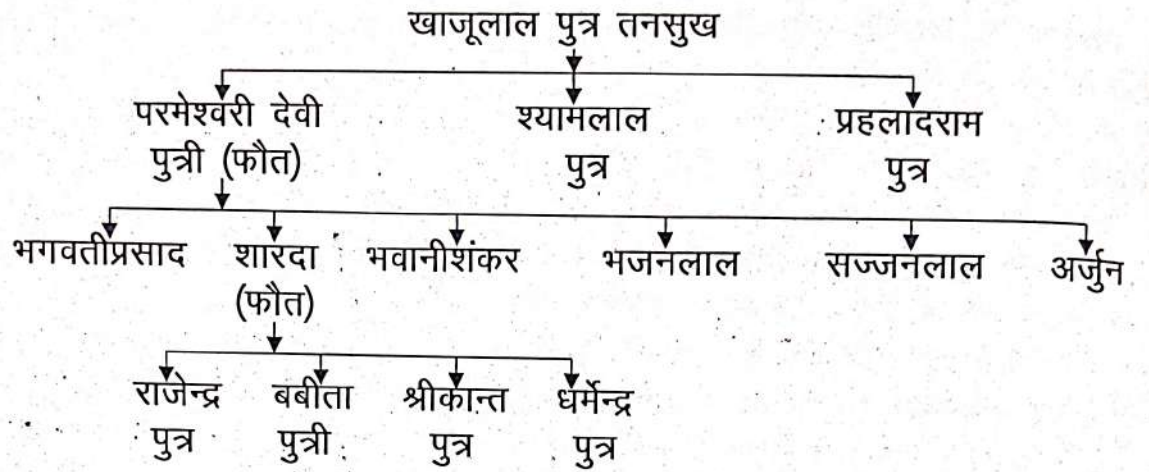 खाजूलाल पुत्र तनसुख
परमेश्वरी देवी श्यामलाल प्रहलादराम
पुत्री (फौत) पुत्र पुत्र
भगवतीप्रसाद शारदा भवानीशंकर भजनलाल सज्जनलाल अर्जुन
(फौत)
राजेन्द्र बबीता श्रीकान्त धर्मेन्द्र
पुत्र पुत्री पुत्र पुत्र